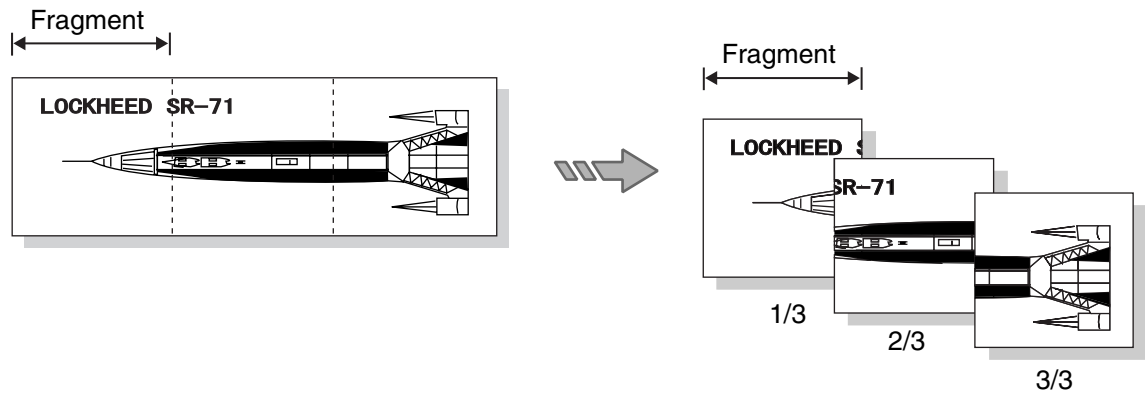 Fragment
LOCKHEED SR-71
Fragment
LOCKHEED S
SR-71
1/3
2/3
3/3